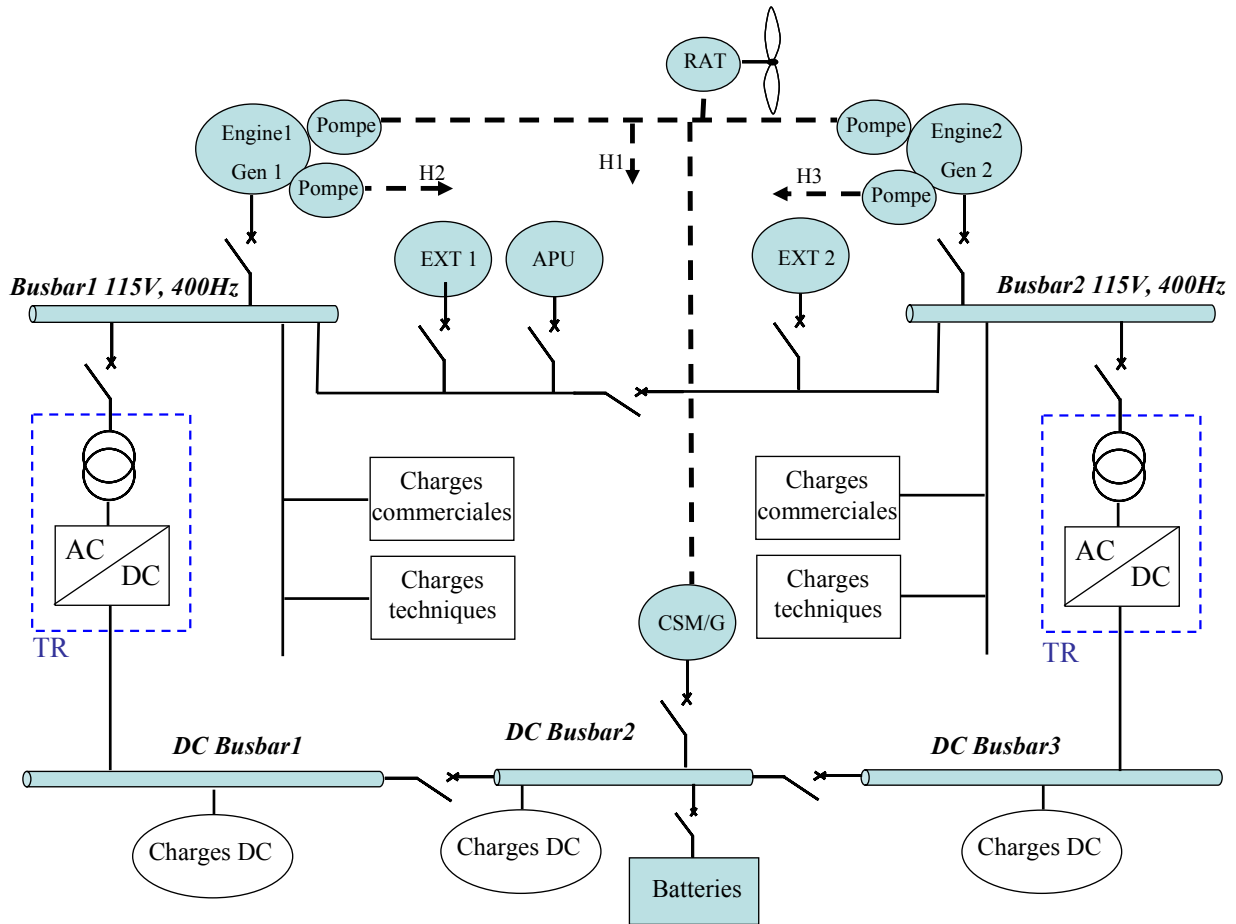 RAT
Engine1
Gen 1
Pompe
Pompe
H2
H1
H3
Pompe
Pompe
Engine2
Gen 2
EXT 1
APU
EXT 2
Busbar1 115V, 400Hz
Busbar2 115V, 400Hz
Charges
commerciales
Charges
techniques
Charges
commerciales
Charges
techniques
AC
DC
TR
AC
DC
TR
CSM/G
DC Busbar1
DC Busbar2
DC Busbar3
Charges DC
Charges DC
Charges DC
Batteries